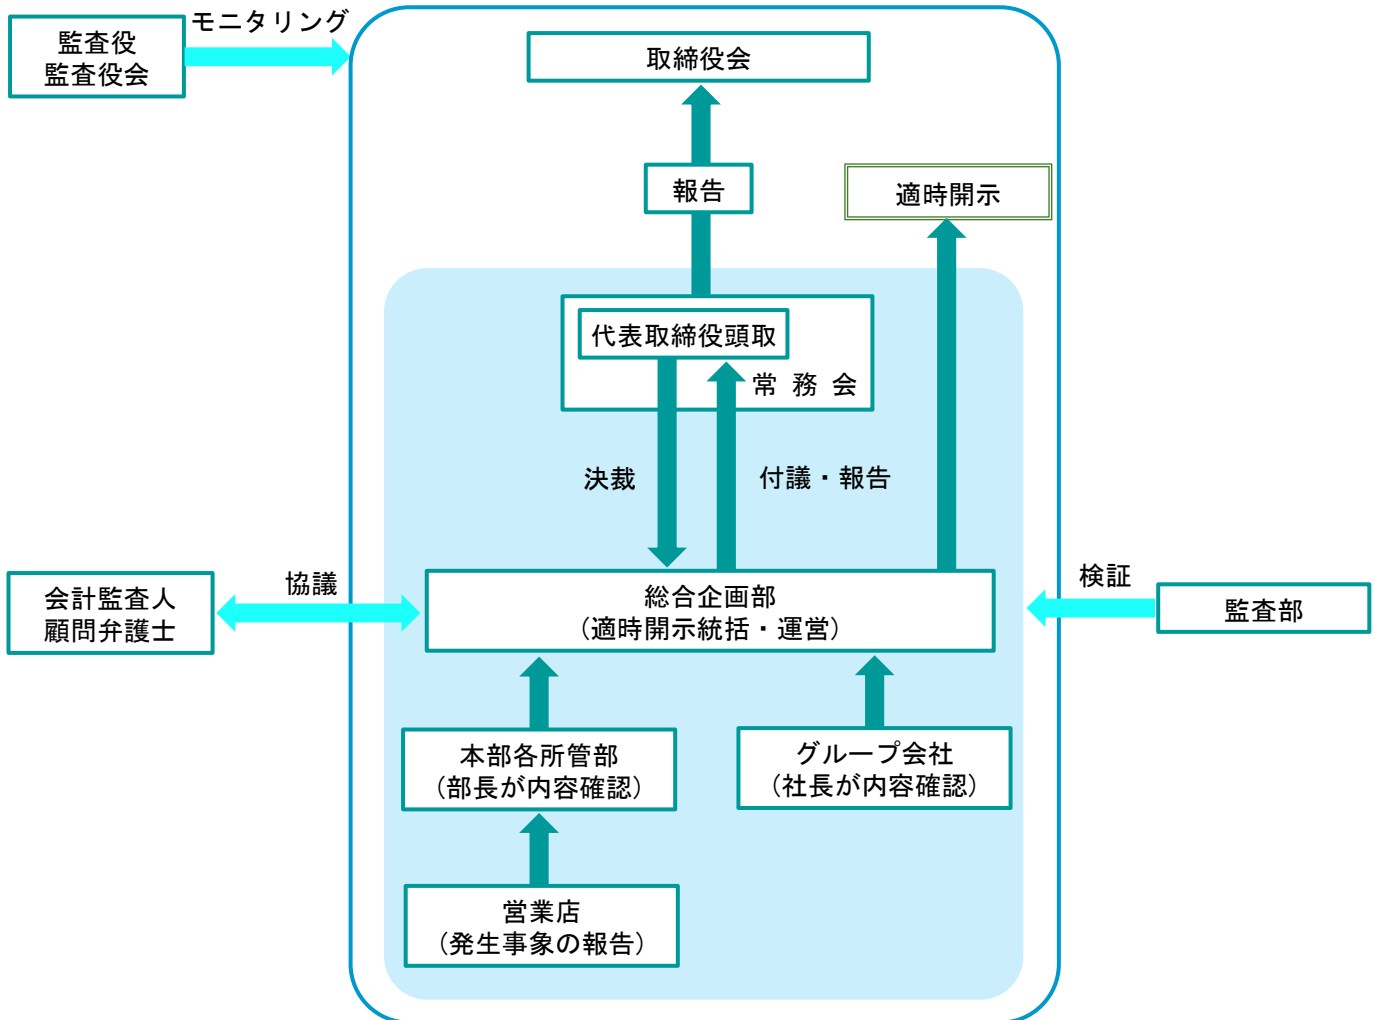 モニタリング
監査役
監査役会
取締役会
報告
適時開示
代表取締役頭取
常 務 会
決裁
付議・報告
協議
検証
会計監査人
顧問弁護士
総合企画部
（適時開示統括・運営）
監査部
本部各所管部
（部長が内容確認）
グループ会社
（社長が内容確認）
営業店
（発生事象の報告）